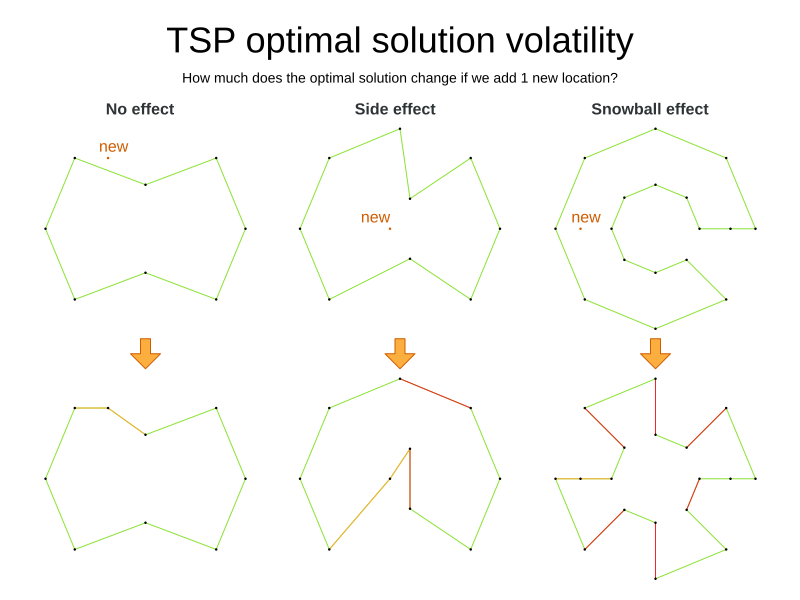 TSP optimal solution volatility
How much does the optimal solution change if we add 1 new location?
No effect
Side effect
Snowball effect
new
new
new